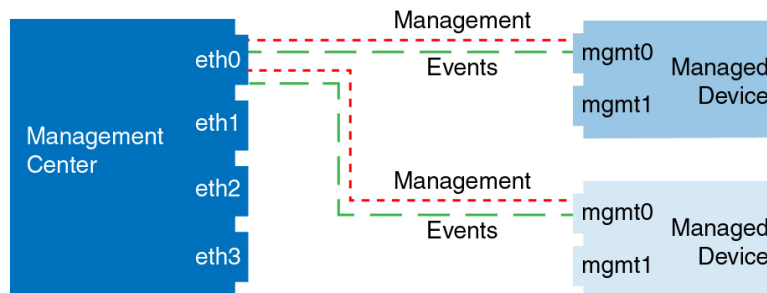 Management
Center
eth0
eth1
eth2
eth3
Management
Events
mgmt0
mgmt1
Managed
Device
Management
Events
mgmt0
mgmt1
Managed
Device